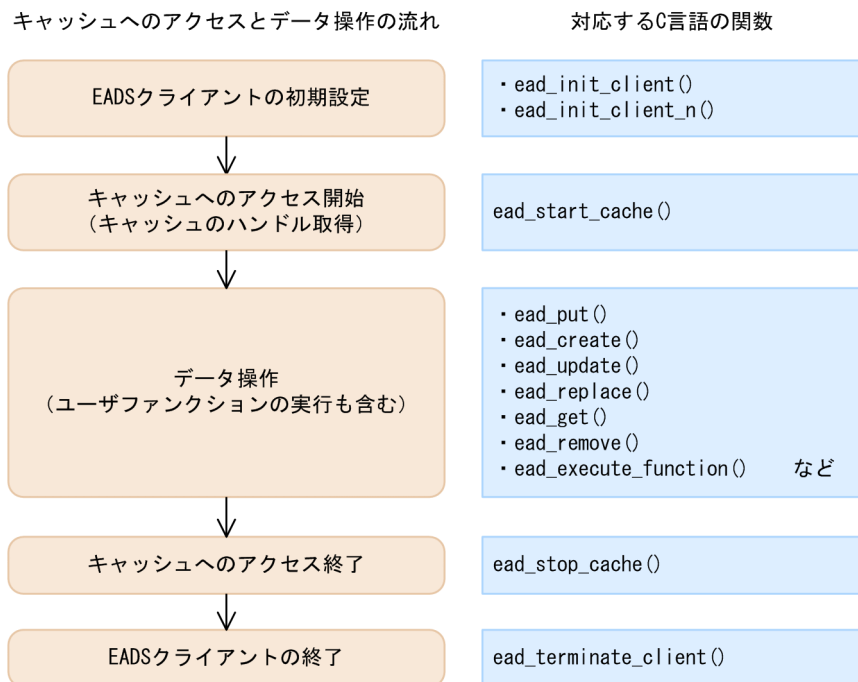 キャッシュへのアクセスとデータ操作の流れ
対応するC言語の関数
EADSクライアントの初期設定
・ead_init_client()
・ead_init_client_n()
キャッシュへのアクセス開始
(キャッシュのハンドル取得)
ead_start_cache()
データ操作
(ユーザファンクションの実行も含む)
・ead_put()
・ead_create()
・ead_update()
・ead_replace()
・ead_get()
・ead_remove()
・ead_execute_function() など
キャッシュへのアクセス終了
ead_stop_cache()
EADSクライアントの終了
ead_terminate_client()